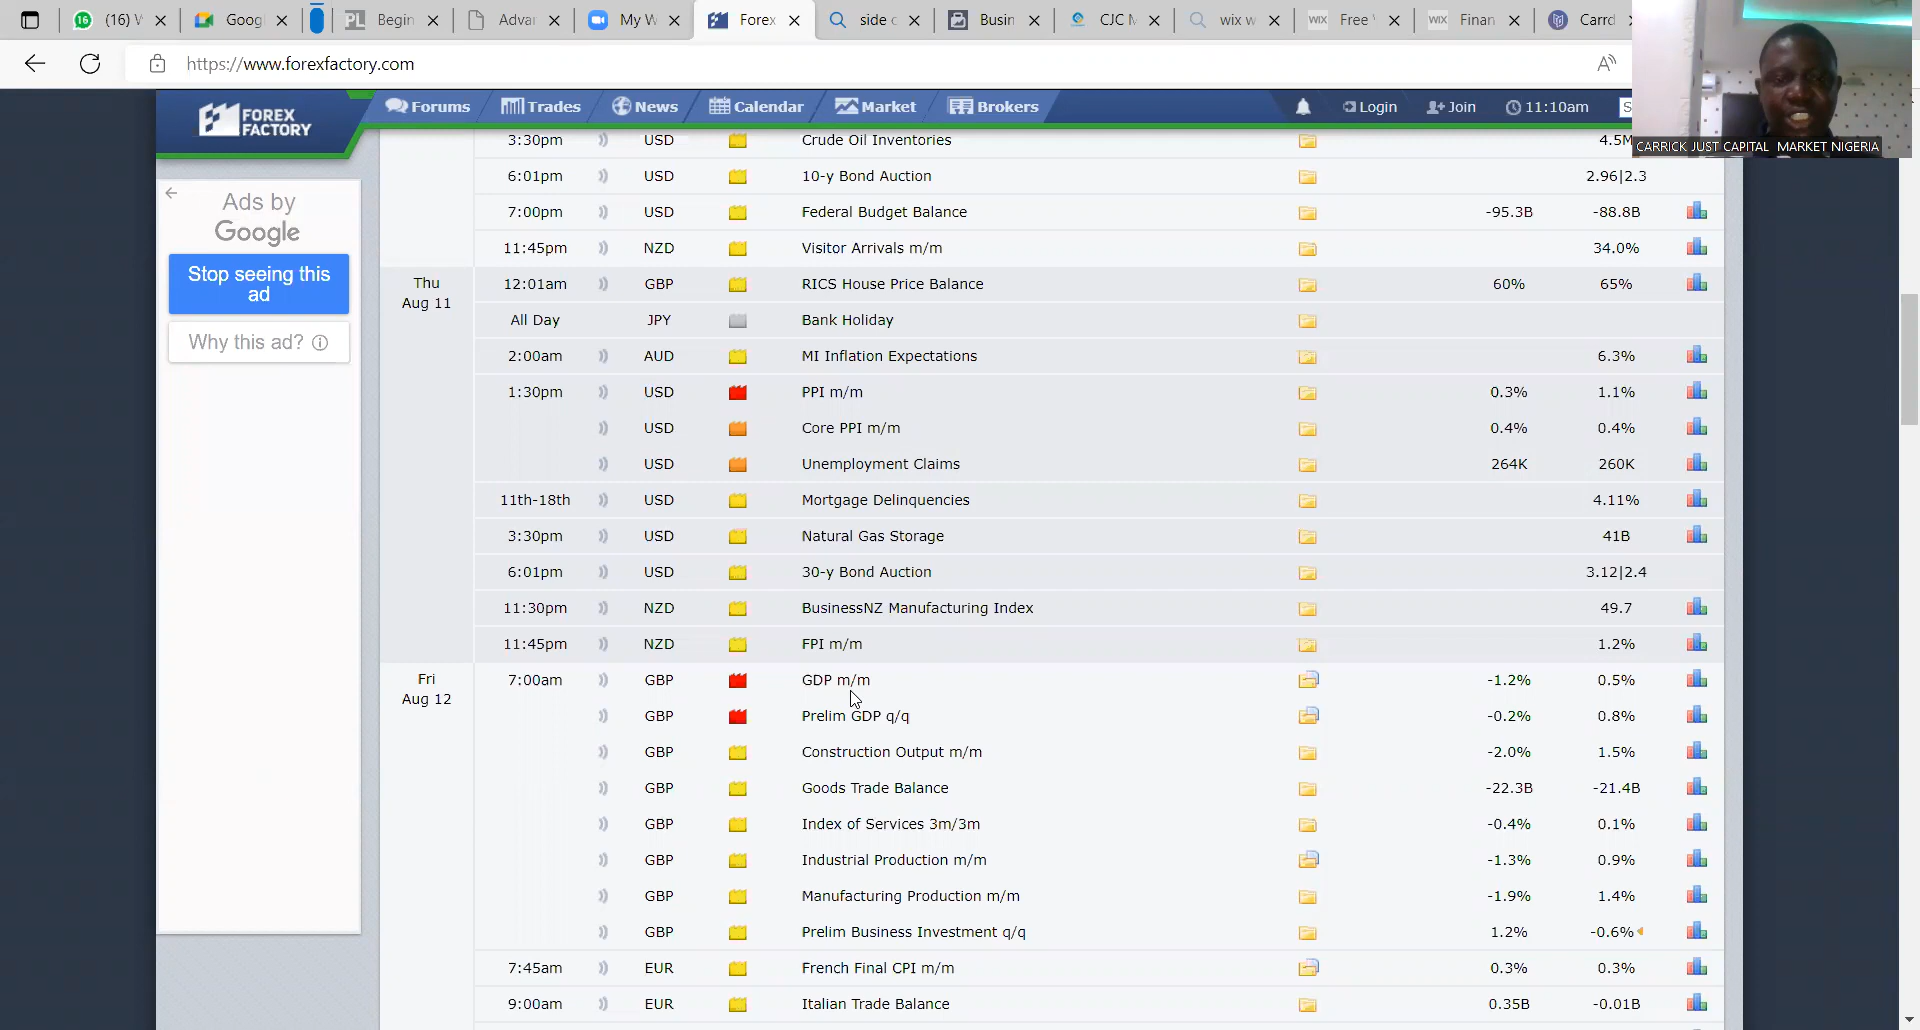 (16) V
Goog
Begin
Advar
My W
Forex
side c
Busin
CJC M
wix w
Free
Finan
Carrd
https://www.forexfactory.com
FOREX FACTORY
Forums
Trades
News
Calendar
Market
Brokers
Login
Join
11:10am
S
CARRICK JUST CAPITAL MARKET NIGERIA
Ads by
Google
Stop seeing this
ad
Why this ad?
3:30pm USD Crude Oil Inventories 4.5M
6:01pm USD 10-y Bond Auction 2.96|2.3
7:00pm USD Federal Budget Balance -95.3B -88.8B
11:45pm NZD Visitor Arrivals m/m 34.0%
Thu
Aug 11
12:01am GBP RICS House Price Balance 60% 65%
All Day JPY Bank Holiday
2:00am AUD MI Inflation Expectations 6.3%
1:30pm USD PPI m/m 0.3% 1.1%
USD Core PPI m/m 0.4% 0.4%
USD Unemployment Claims 264K 260K
11th-18th USD Mortgage Delinquencies 4.11%
3:30pm USD Natural Gas Storage 41B
6:01pm USD 30-y Bond Auction 3.12|2.4
11:30pm NZD BusinessNZ Manufacturing Index 49.7
11:45pm NZD FPI m/m 1.2%
Fri
Aug 12
7:00am GBP GDP m/m -1.2% 0.5%
GBP Prelim GDP q/q -0.2% 0.8%
GBP Construction Output m/m -2.0% 1.5%
GBP Goods Trade Balance -22.3B -21.4B
GBP Index of Services 3m/3m -0.4% 0.1%
GBP Industrial Production m/m -1.3% 0.9%
GBP Manufacturing Production m/m -1.9% 1.4%
GBP Prelim Business Investment q/q 1.2% -0.6%
7:45am EUR French Final CPI m/m 0.3% 0.3%
9:00am EUR Italian Trade Balance 0.35B -0.01B